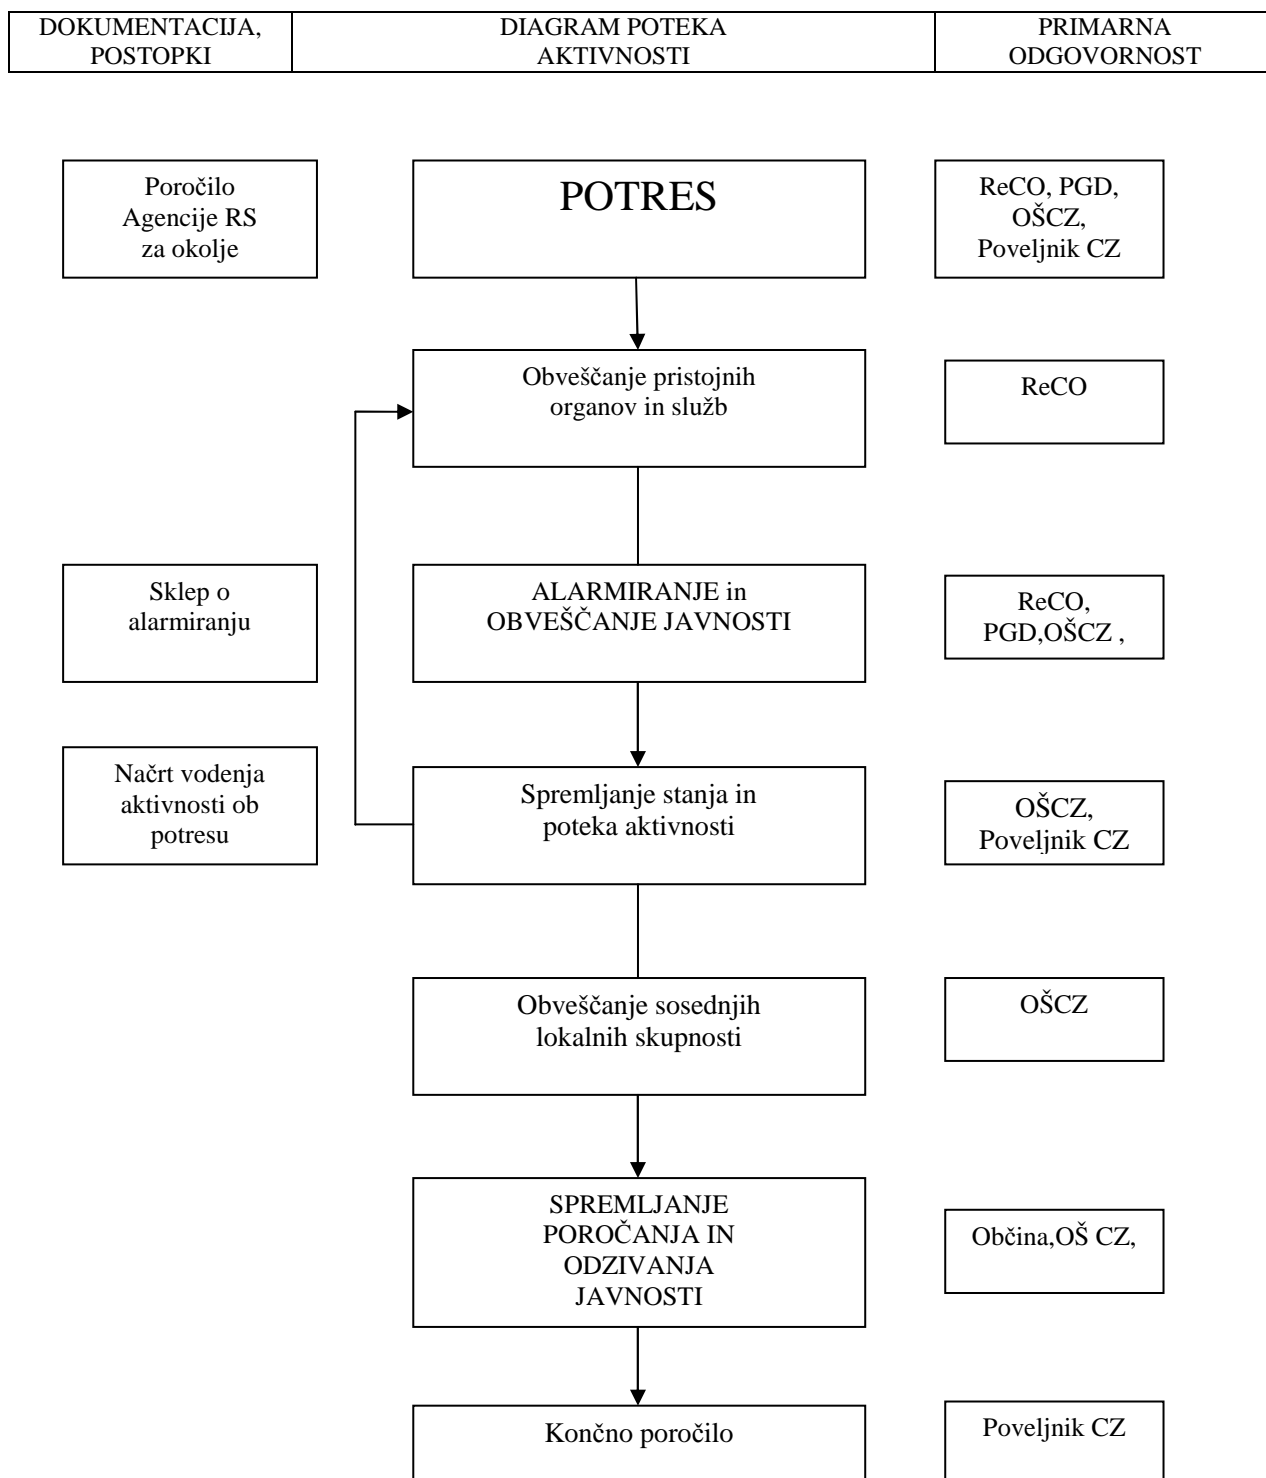 DOKUMENTACIJA,
POSTOPKI
DIAGRAM POTEKA
AKTIVNOSTI
PRIMARNA
ODGOVORNOST
Poročilo
Agencije RS
za okolje
POTRES
ReCO, PGD,
OŠCZ,
Poveljnik CZ
Obveščanje pristojnih
organov in služb
ReCO
Sklep o
alarmiranju
ALARMIRANJE in
OBVEŠČANJE JAVNOSTI
ReCO,
PGD,OŠCZ ,
Načrt vodenja
aktivnosti ob
potresu
Spremljanje stanja in
poteka aktivnosti
OŠCZ,
Poveljnik CZ
Obveščanje sosednjih
lokalnih skupnosti
OŠCZ
SPREMLJANJE
POROČANJA IN
ODZIVANJA
JAVNOSTI
Občina,OŠ CZ,
Končno poročilo
Poveljnik CZ